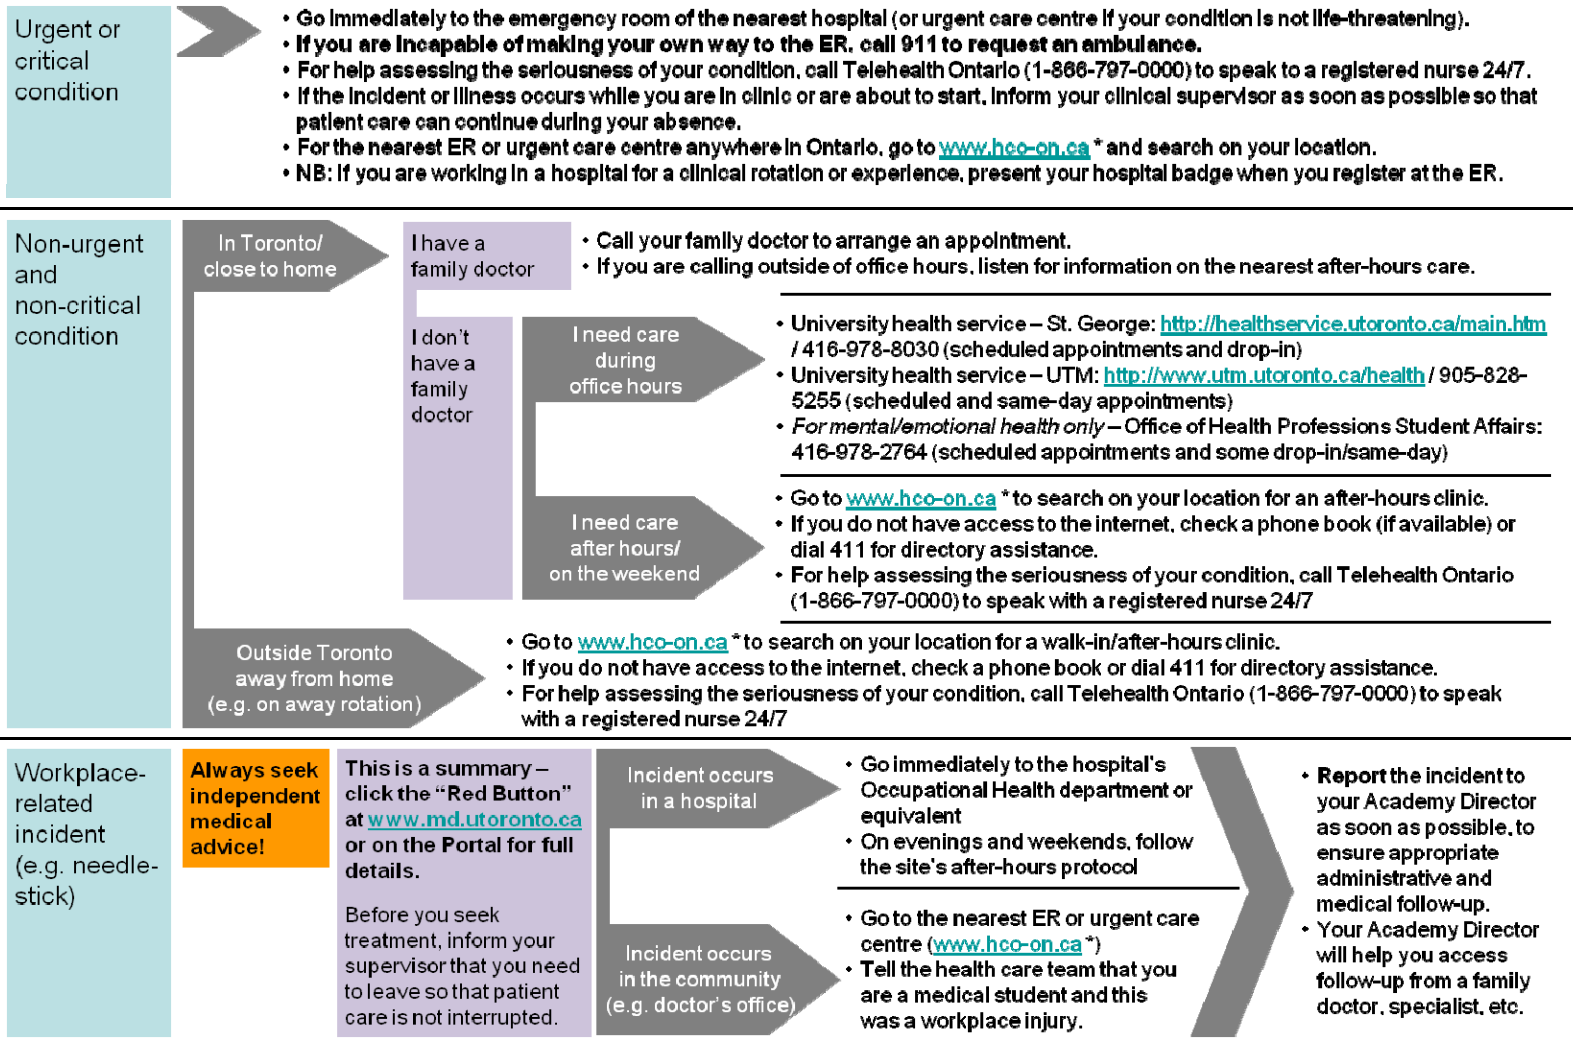 Urgent or
critical
condition
• Go immediately to the emergency room of the nearest hospital (or urgent care centre if your condition is not life-threatening).
• If you are incapable of making your own way to the ER, call 911 to request an ambulance.
• For help assessing the seriousness of your condition, call Telehealth Ontario (1-866-797-0000) to speak to a registered nurse 24/7.
• If the incident or illness occurs while you are in clinic or are about to start, inform your clinical supervisor as soon as possible so that
patient care can continue during your absence.
• For the nearest ER or urgent care centre anywhere in Ontario, go to www.hco-on.ca * and search on your location.
• NB: If you are working in a hospital for a clinical rotation or experience, present your hospital badge when you register at the ER.
Non-urgent
and
non-critical
condition
In Toronto/
close to home
I have a
family doctor
• Call your family doctor to arrange an appointment.
• If you are calling outside of office hours, listen for information on the nearest after-hours care.
I don't
have a
family
doctor
I need care
during
office hours
• University health service – St. George: http://healthservice.utoronto.ca/main.htm
/ 416-978-8030 (scheduled appointments and drop-in)
• University health service – UTM: http://www.utm.utoronto.ca/health / 905-828-
5255 (scheduled and same-day appointments)
• For mental/emotional health only – Office of Health Professions Student Affairs:
416-978-2764 (scheduled appointments and some drop-in/same-day)
I need care
after hours/
on the weekend
• Go to www.hco-on.ca * to search on your location for an after-hours clinic.
• If you do not have access to the internet, check a phone book (if available) or
dial 411 for directory assistance.
• For help assessing the seriousness of your condition, call Telehealth Ontario
(1-866-797-0000) to speak with a registered nurse 24/7
Outside Toronto
away from home
(e.g. on away rotation)
• Go to www.hco-on.ca * to search on your location for a walk-in/after-hours clinic.
• If you do not have access to the internet, check a phone book or dial 411 for directory assistance.
• For help assessing the seriousness of your condition, call Telehealth Ontario (1-866-797-0000) to speak
with a registered nurse 24/7
Workplace-
related
incident
(e.g. needle-
stick)
Always seek
independent
medical
advice!
This is a summary –
click the "Red Button"
at www.md.utoronto.ca
or on the Portal for full
details.
Before you seek
treatment, inform your
supervisor that you need
to leave so that patient
care is not interrupted.
Incident occurs
in a hospital
• Go immediately to the hospital's
Occupational Health department or
equivalent
• On evenings and weekends, follow
the site's after-hours protocol
Incident occurs
in the community
(e.g. doctor's office)
• Go to the nearest ER or urgent care
centre (www.hco-on.ca *)
• Tell the health care team that you
are a medical student and this
was a workplace injury.
• Report the incident to
your Academy Director
as soon as possible, to
ensure appropriate
administrative and
medical follow-up.
• Your Academy Director
will help you access
follow-up from a family
doctor, specialist, etc.